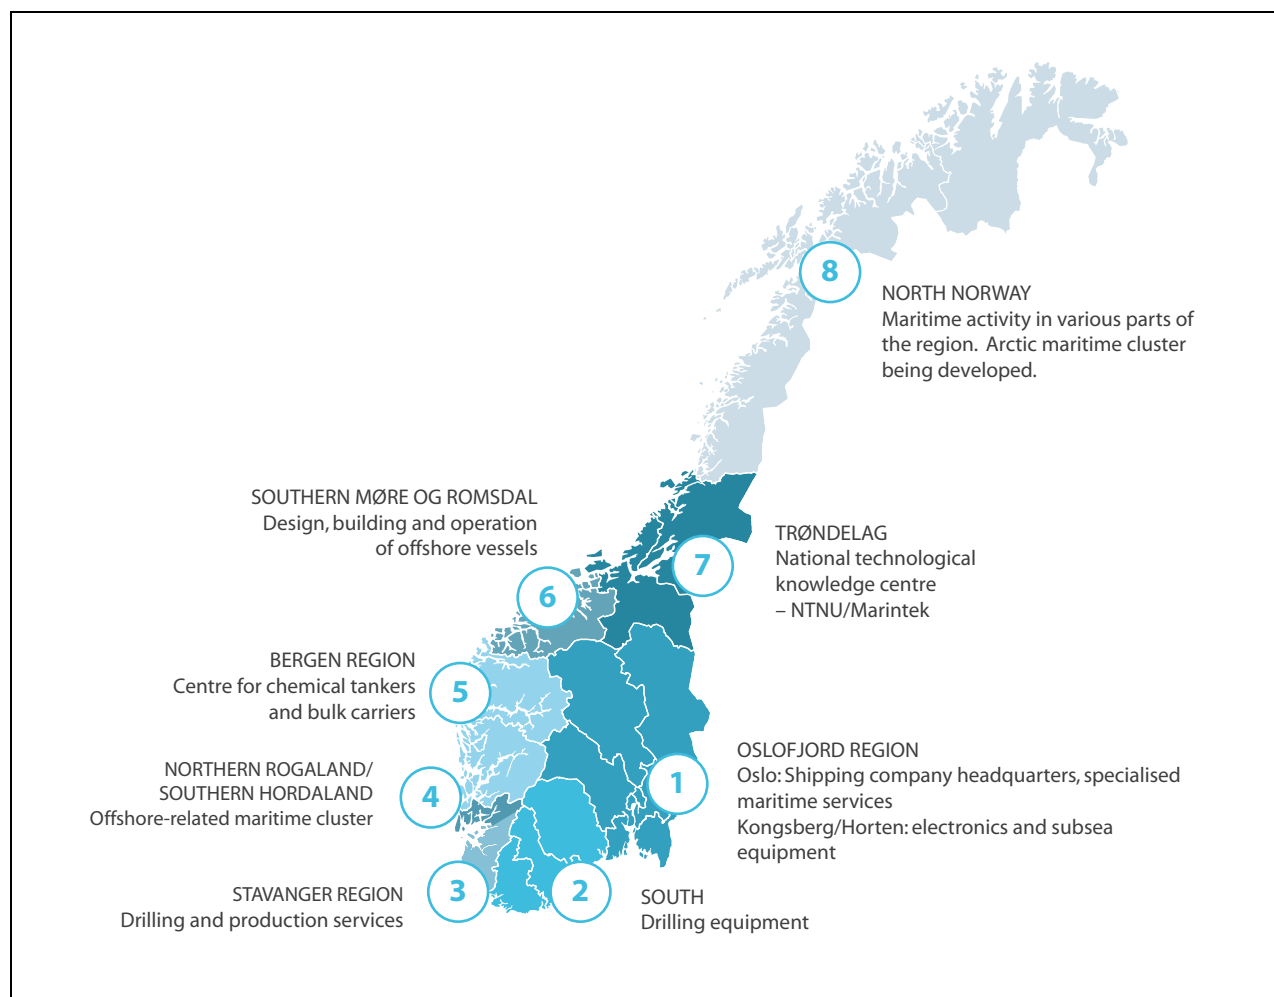 8
NORTH NORWAY
Maritime activity in various parts of
the region. Arctic maritime cluster
being developed.
SOUTHERN MØRE OG ROMSDAL
Design, building and operation
of offshore vessels
6
7
TRØNDELAG
National technological
knowledge centre
– NTNU/Marintek
BERGEN REGION
Centre for chemical tankers
and bulk carriers
5
NORTHERN ROGALAND/
SOUTHERN HORDALAND
Offshore-related maritime cluster
4
1
OSLOFJORD REGION
Oslo: Shipping company headquarters, specialised
maritime services
Kongsberg/Horten: electronics and subsea
equipment
STAVANGER REGION
Drilling and production services
3
2
SOUTH
Drilling equipment